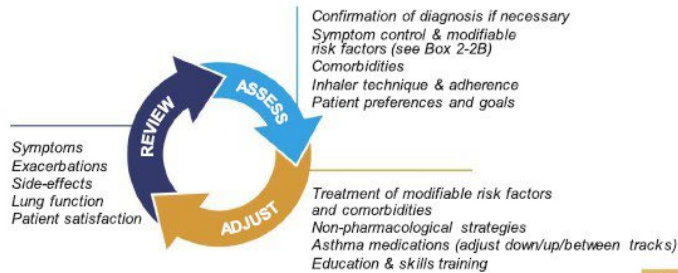 Confirmation of diagnosis if necessary
Symptom control & modifiable
risk factors (see Box 2-2B)
Comorbidities
Inhaler technique & adherence
Patient preferences and goals
ASSESS
REVIEW
Symptoms
Exacerbations
Side-effects
Lung function
Patient satisfaction
ADJUST
Treatment of modifiable risk factors
and comorbidities
Non-pharmacological strategies
Asthma medications (adjust down/up/between tracks)
Education & skills training